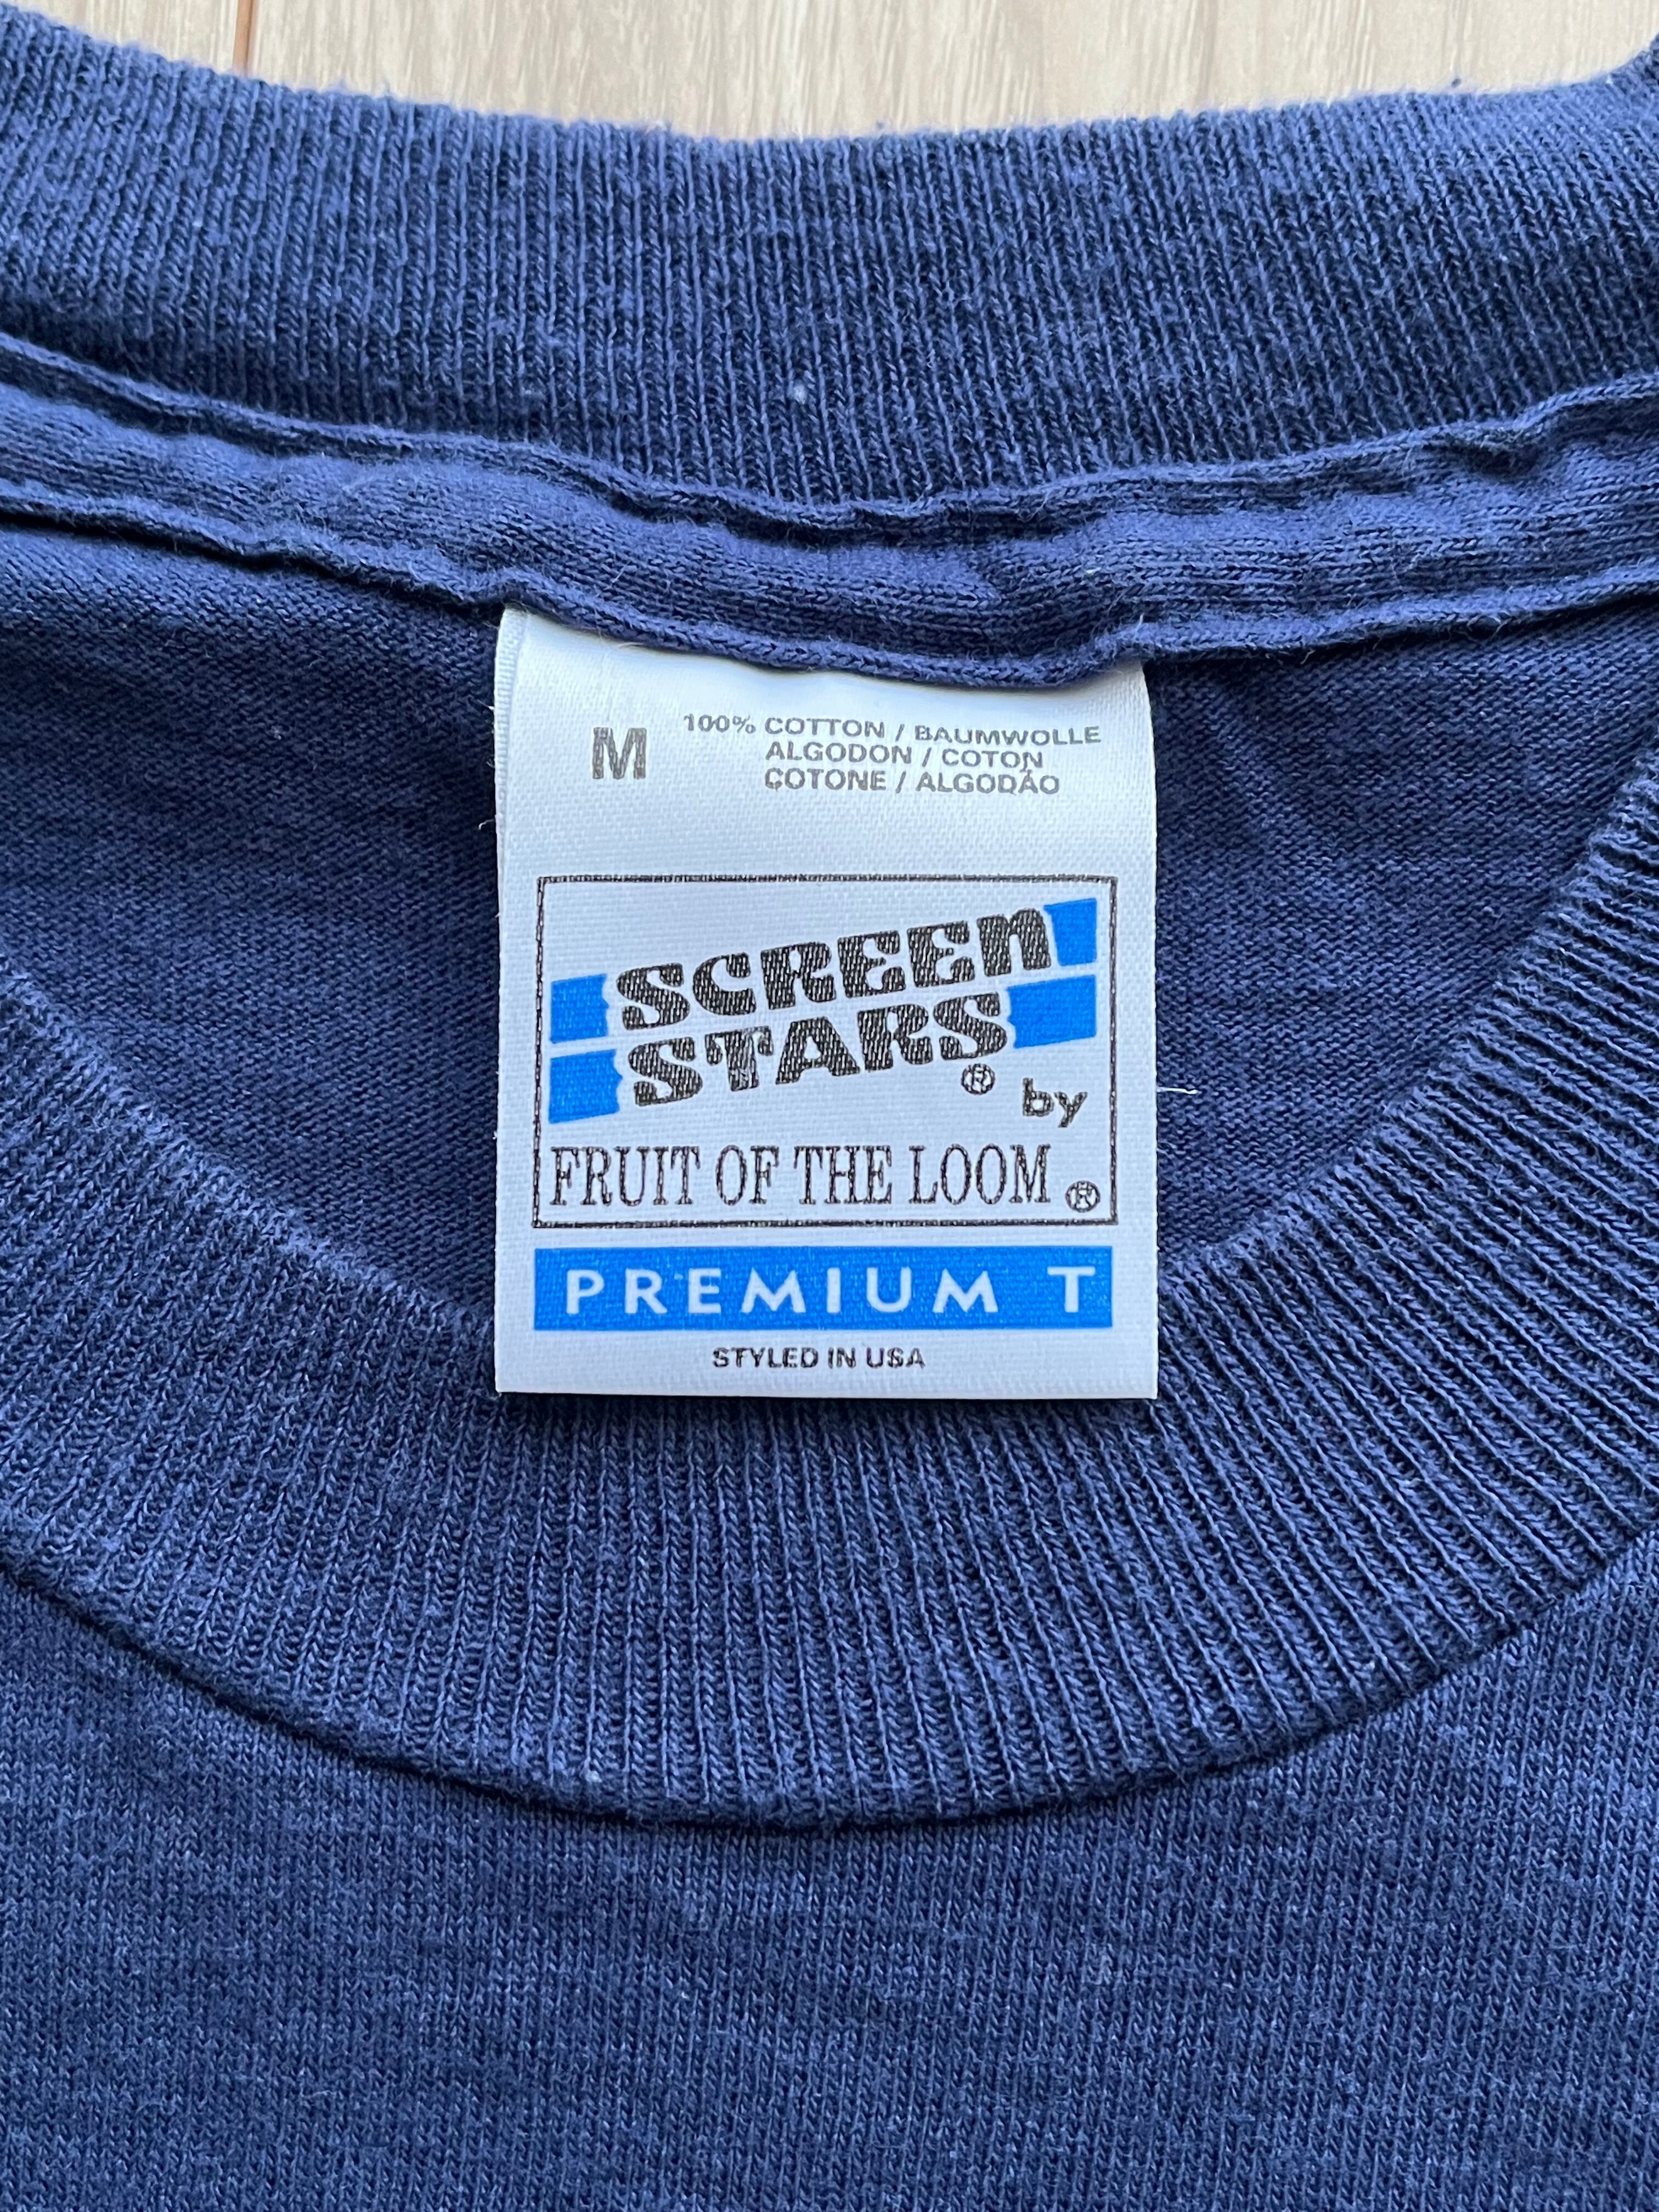 M
100% COTTON / BAUMWOLLE
ALGODON / COTON
COTONE / ALGODÃO
SCREEN
STARS® by
FRUIT OF THE LOOM®
PREMIUM T
STYLED IN USA